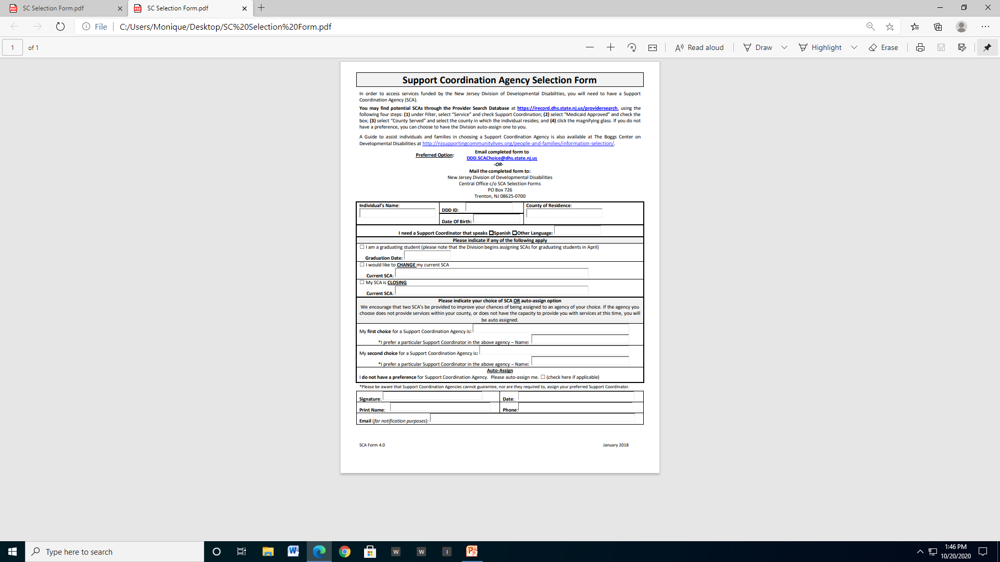 SC Selection Form.pdf
SC Selection Form.pdf
File
C:/Users/Monique/Desktop/SC%20Selection%20Form.pdf
1 of 1
Read aloud
Draw
Highlight
Erase
Support Coordination Agency Selection Form
In order to access services funded by the New Jersey Division of Developmental Disabilities, you will need to have a Support
Coordination Agency (SCA).
You may find potential SCAs through the Provider Search Database at https://irecord.dhs.state.nj.us/providersearch, using the
following four steps: (1) under Filter, select "Service" and check Support Coordination; (2) select "Medicaid Approved" and check the
box; (3) select "County Served" and select the county in which the individual resides; and (4) click the magnifying glass. If you do not
have a preference, you can choose to have the Division auto-assign one to you.
A Guide to assist individuals and families in choosing a Support Coordination Agency is also available at The Boggs Center on
Developmental Disabilities at http://njsupportingcommunitylives.org/people-and-families/information-selection/.
Preferred Option:
Email completed form to
DDD.SCAChoice@dhs.state.nj.us
-OR-
Mail the completed form to:
New Jersey Division of Developmental Disabilities
Central Office c/o SCA Selection Forms
PO Box 726
Trenton, NJ 08625-0700
Individual's Name:
DDD ID:
Date Of Birth:
County of Residence:
I need a Support Coordinator that speaks ☐Spanish ☐Other Language:
Please indicate if any of the following apply
☐ I am a graduating student (please note that the Division begins assigning SCAs for graduating students in April)
Graduation Date:
☐ I would like to CHANGE my current SCA
Current SCA:
☐ My SCA is CLOSING
Current SCA:
Please indicate your choice of SCA OR auto-assign option
We encourage that two SCA's be provided to improve your chances of being assigned to an agency of your choice. If the agency you
choose does not provide services within your county, or does not have the capacity to provide you with services at this time, you will
be auto assigned.
My first choice for a Support Coordination Agency is:
*I prefer a particular Support Coordinator in the above agency – Name:
My second choice for a Support Coordination Agency is:
*I prefer a particular Support Coordinator in the above agency – Name:
Auto-Assign
I do not have a preference for Support Coordination Agency. Please auto-assign me. ☐ (check here if applicable)
*Please be aware that Support Coordination Agencies cannot guarantee, nor are they required to, assign your preferred Support Coordinator.
Signature:
Date:
Print Name:
Phone:
Email (for notification purposes):
SCA Form 4.0
January 2018
Type here to search
W
W
I
1:46 PM
10/20/2020